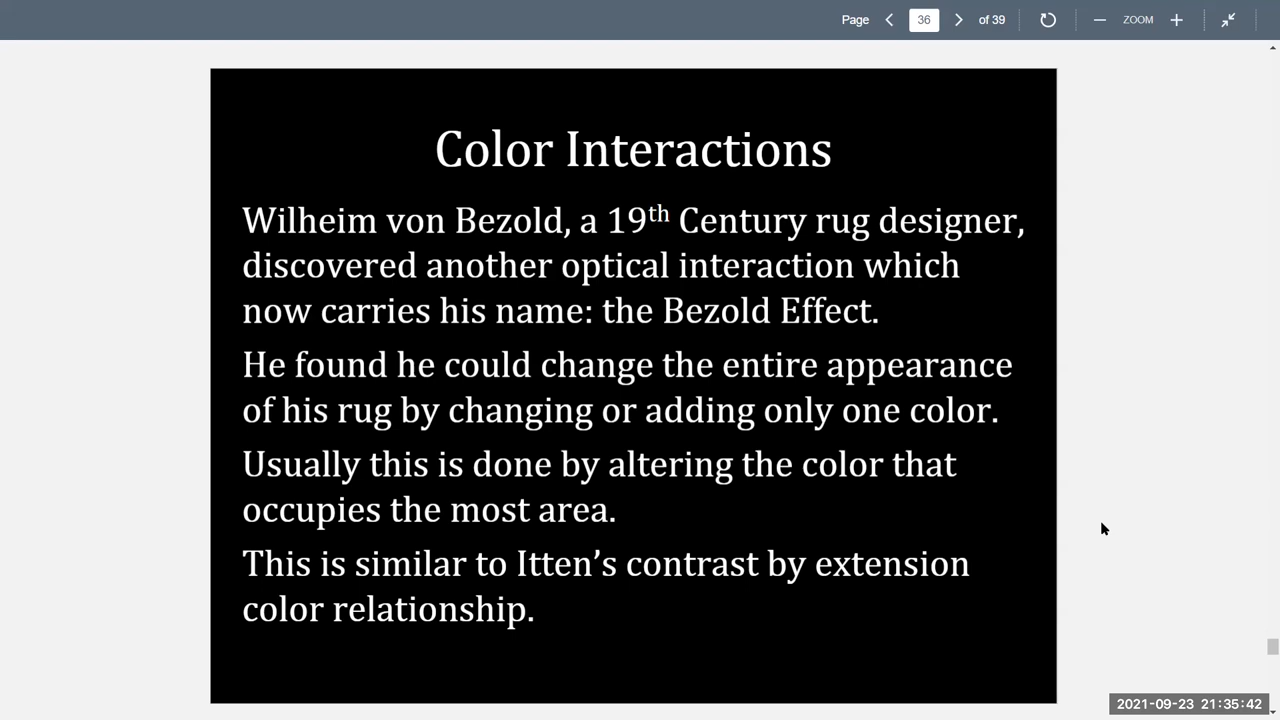 Page 36 of 39 ZOOM
Color Interactions
Wilheim von Bezold, a 19th Century rug designer,
discovered another optical interaction which
now carries his name: the Bezold Effect.
He found he could change the entire appearance
of his rug by changing or adding only one color.
Usually this is done by altering the color that
occupies the most area.
This is similar to Itten’s contrast by extension
color relationship.
2021-09-23 21:35:42